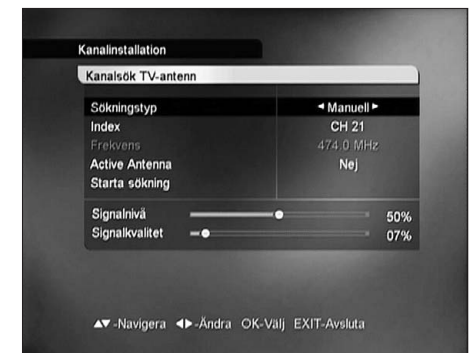 Kanalinstallation
Kanalsök TV-antenn
Sökningstyp ◄ Manuell ►
Index CH 21
Frekvens 474.0 MHz
Active Antenna Nej
Starta sökning
Signalnivå 50%
Signalkvalitet 07%
▲▼ -Navigera ◄► -Ändra OK-Välj EXIT-Avsluta